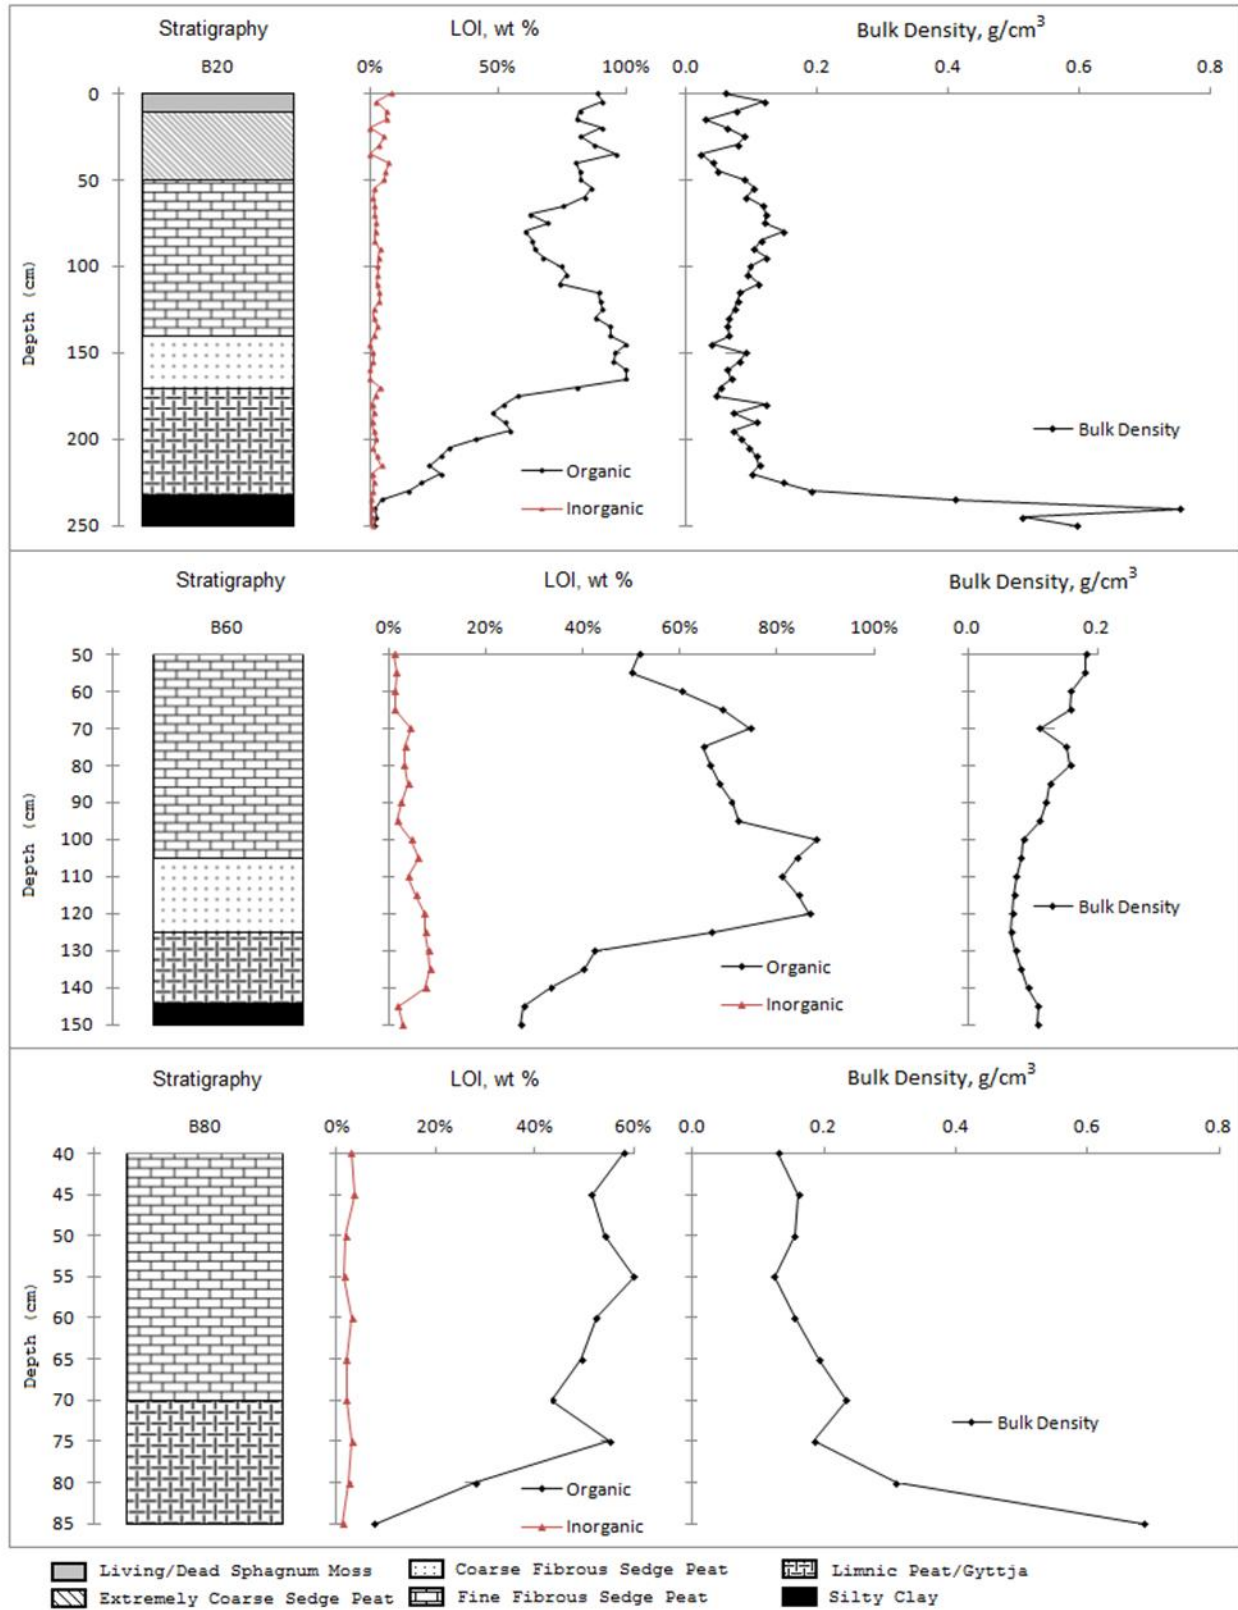 Stratigraphy LOI, wt % Bulk Density, g/cm³
B20 0% 50% 100% 0.0 0.2 0.4 0.6 0.8
0
50
100
150
200
250
Depth (cm)
Bulk Density
Organic
Inorganic
Stratigraphy LOI, wt % Bulk Density, g/cm³
B60 0% 20% 40% 60% 80% 100% 0.0 0.2
50
60
70
80
90
100
110
120
130
140
150
Depth (cm)
Bulk Density
Organic
Inorganic
Stratigraphy LOI, wt % Bulk Density, g/cm³
B80 0% 20% 40% 60% 0.0 0.2 0.4 0.6 0.8
40
45
50
55
60
65
70
75
80
85
Depth (cm)
Bulk Density
Organic
Inorganic
Living/Dead Sphagnum Moss Coarse Fibrous Sedge Peat Limnic Peat/Gyttja
Extremely Coarse Sedge Peat Fine Fibrous Sedge Peat Silty Clay